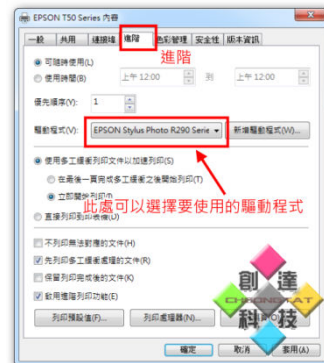 EPSON T50 Series 內容
一般 共用 連接埠 進階 色彩管理 安全性 版本資訊
進階
可隨時使用(L)
使用時間(B) 上午 12:00 到 上午 12:00
優先順序(Y): 1
驅動程式(V): EPSON Stylus Photo R290 Serie 新增驅動程式(W)...
使用多工緩衝列印文件以加速列印(S)
在最後一頁完成多工緩衝之後開始列印(T)
立即開始列印(I)
此處可以選擇要使用的驅動程式
直接列印到印表機(D)
不列印無法對應的文件(H)
先列印多工緩衝處理的文件(R)
保留列印完成後的文件(K)
啟用進階列印功能(E)
創達
CHUONG TAT
科技
列印預設值(F)... 列印處理器(N)...
確定 取消 套用(A)